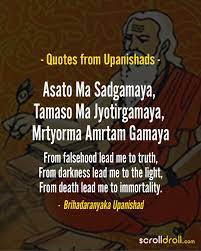 - Quotes from Upanishads -
Asato Ma Sadgamaya,
Tamaso Ma Jyotirgamaya,
Mrtyorma Amrtam Gamaya
From falsehood lead me to truth,
From darkness lead me to the light,
From death lead me to immortality.
- Brihadaranyaka Upanishad
scrolldroll.com